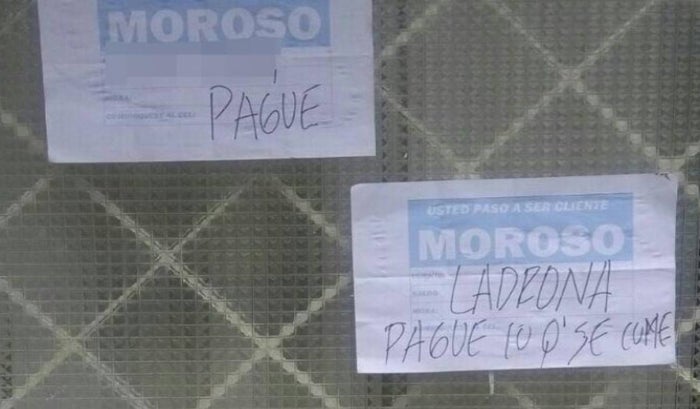 MOROSO
PAGUE
USTED PASO A SER CLIENTE
MOROSO
LADRONA
PAGUE LO Q' SE COME